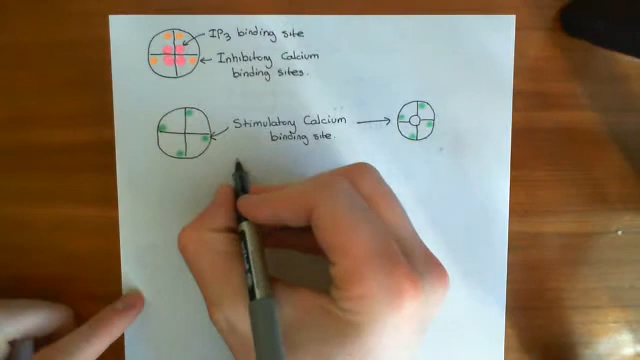 IP3 binding site
Inhibitory Calcium
binding sites.
Stimulatory Calcium
binding site.